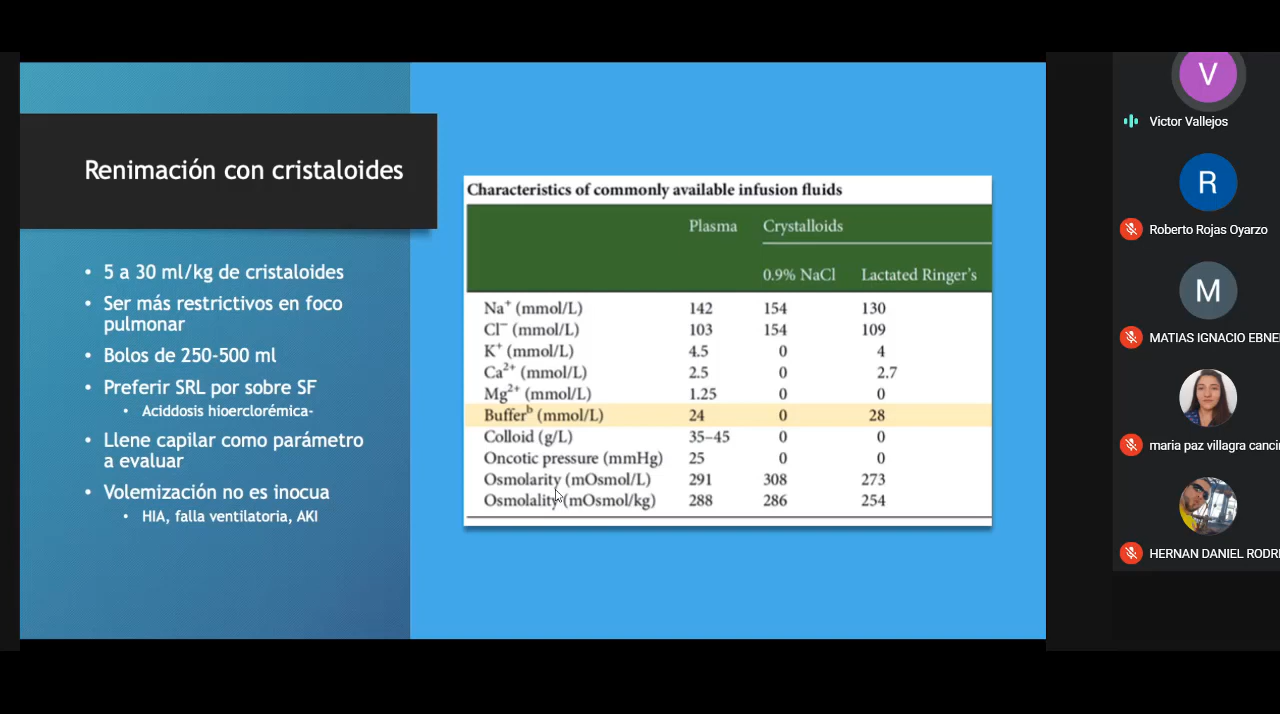 Renimación con cristaloides
• 5 a 30 ml/kg de cristaloides
• Ser más restrictivos en foco
pulmonar
• Bolos de 250-500 ml
• Preferir SRL por sobre SF
• Aciddosis hioerclorémica-
• Llene capilar como parámetro
a evaluar
• Volemización no es inocua
• HIA, falla ventilatoria, AKI
Characteristics of commonly available infusion fluids
Plasma Crystalloids
0.9% NaCl Lactated Ringer's
Na⁺ (mmol/L) 142 154 130
Cl⁻ (mmol/L) 103 154 109
K⁺ (mmol/L) 4.5 0 4
Ca²⁺ (mmol/L) 2.5 0 2.7
Mg²⁺ (mmol/L) 1.25 0 0
Bufferᵇ (mmol/L) 24 0 28
Colloid (g/L) 35–45 0 0
Oncotic pressure (mmHg) 25 0 0
Osmolarity (mOsmol/L) 291 308 273
Osmolality (mOsmol/kg) 288 286 254
V
Victor Vallejos
R
Roberto Rojas Oyarzo
M
MATIAS IGNACIO EBNE
maria paz villagra canci
HERNAN DANIEL RODRI